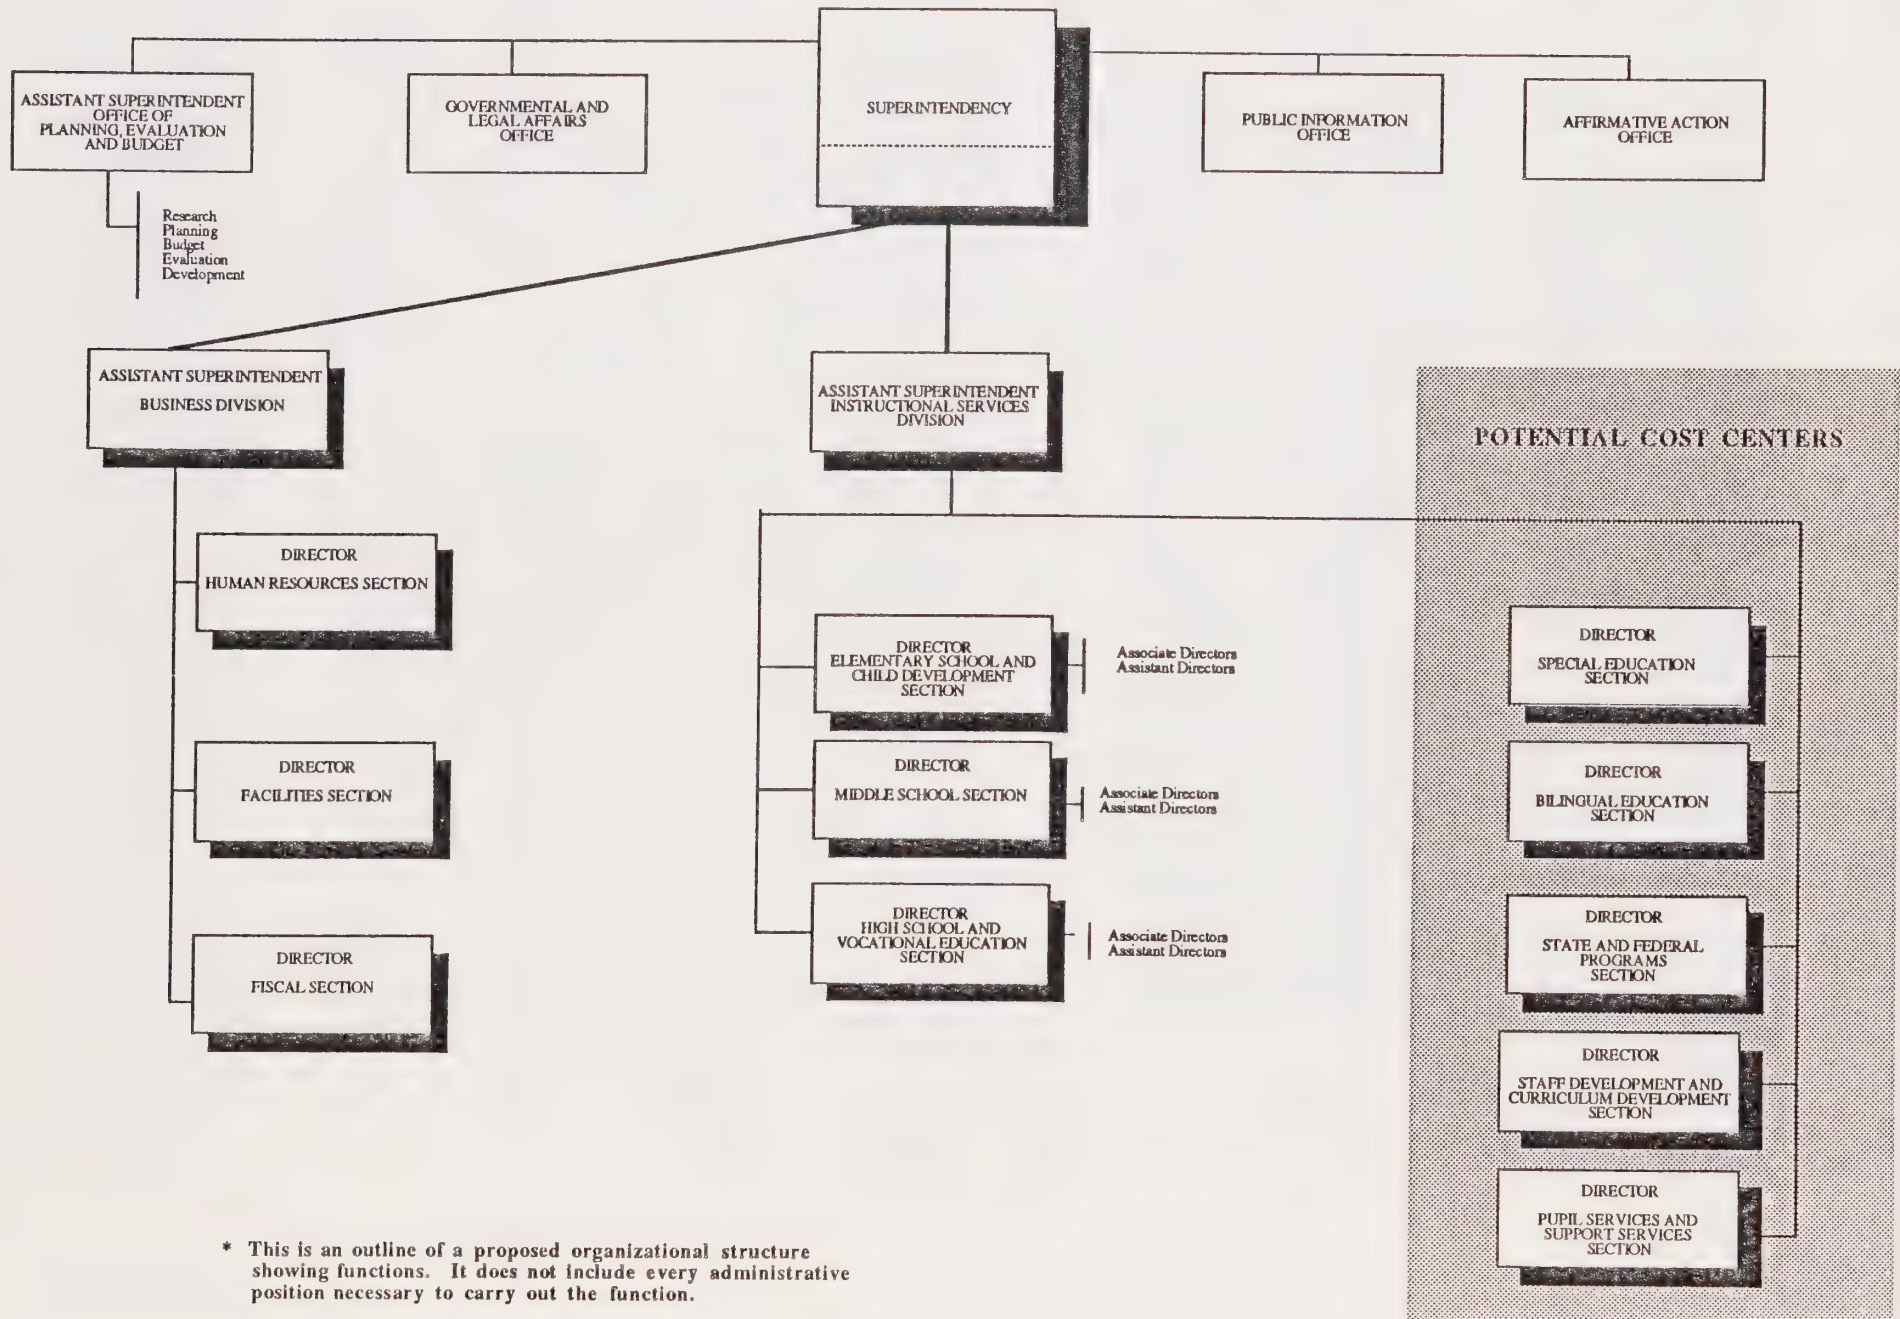 SUPERINTENDENCY
ASSISTANT SUPERINTENDENT
OFFICE OF
PLANNING, EVALUATION
AND BUDGET
GOVERNMENTAL AND
LEGAL AFFAIRS
OFFICE
PUBLIC INFORMATION
OFFICE
AFFIRMATIVE ACTION
OFFICE
Research
Planning
Budget
Evaluation
Development
ASSISTANT SUPERINTENDENT
BUSINESS DIVISION
DIRECTOR
HUMAN RESOURCES SECTION
DIRECTOR
FACILITIES SECTION
DIRECTOR
FISCAL SECTION
ASSISTANT SUPERINTENDENT
INSTRUCTIONAL SERVICES
DIVISION
DIRECTOR
ELEMENTARY SCHOOL AND
CHILD DEVELOPMENT
SECTION
Associate Directors
Assistant Directors
DIRECTOR
MIDDLE SCHOOL SECTION
Associate Directors
Assistant Directors
DIRECTOR
HIGH SCHOOL AND
VOCATIONAL EDUCATION
SECTION
Associate Directors
Assistant Directors
POTENTIAL COST CENTERS
DIRECTOR
SPECIAL EDUCATION
SECTION
DIRECTOR
BILINGUAL EDUCATION
SECTION
DIRECTOR
STATE AND FEDERAL
PROGRAMS
SECTION
DIRECTOR
STAFF DEVELOPMENT AND
CURRICULUM DEVELOPMENT
SECTION
DIRECTOR
PUPIL SERVICES AND
SUPPORT SERVICES
SECTION
* This is an outline of a proposed organizational structure
showing functions. It does not include every administrative
position necessary to carry out the function.